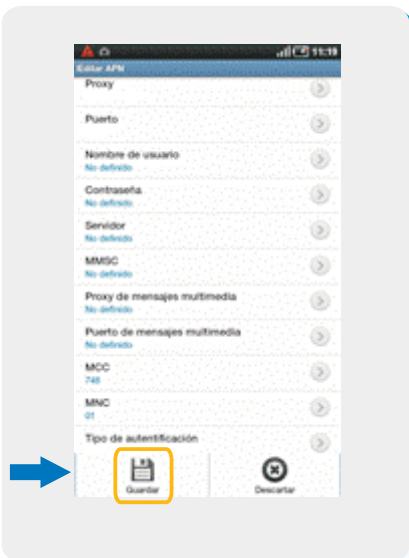 11:19
Editar APN
Proxy
Puerto
Nombre de usuario
No definido
Contraseña
No definido
Servidor
No definido
MMSC
No definido
Proxy de mensajes multimedia
No definido
Puerto de mensajes multimedia
No definido
MCC
748
MNC
01
Tipo de autentificación
Guardar
Descartar